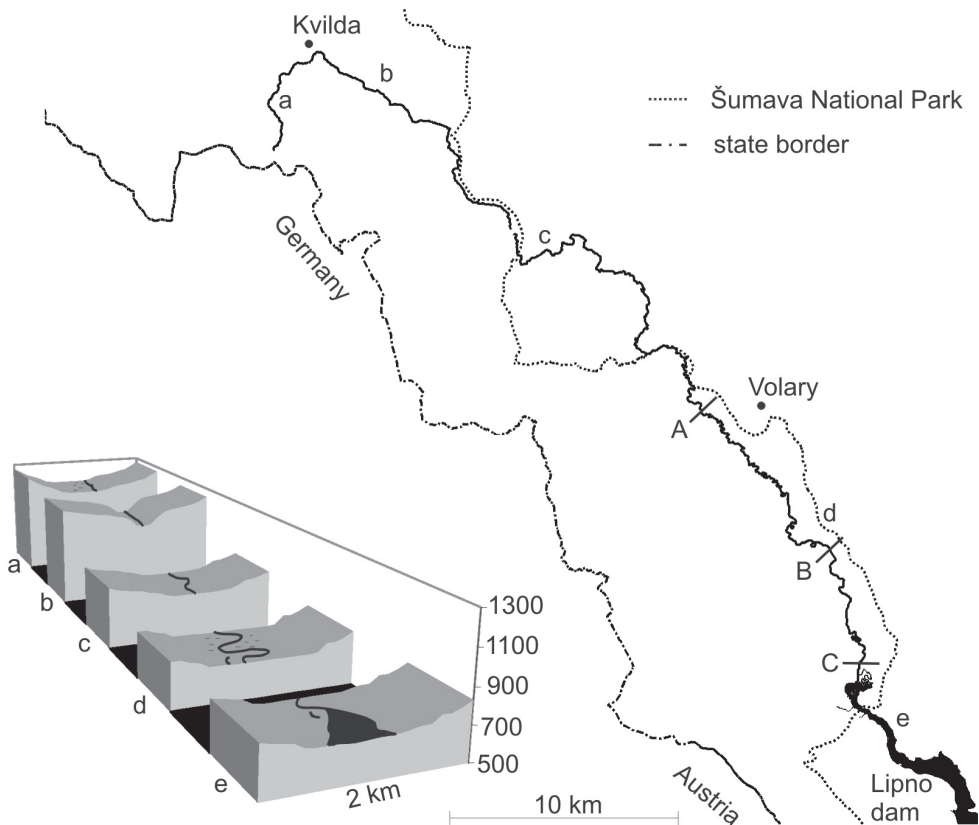 Kvilda
b
a
Šumava National Park
state border
Germany
c
Volary
A
d
B
C
e
Lipno
dam
Austria
10 km
a
b
c
d
e
1300
1100
900
700
500
2 km